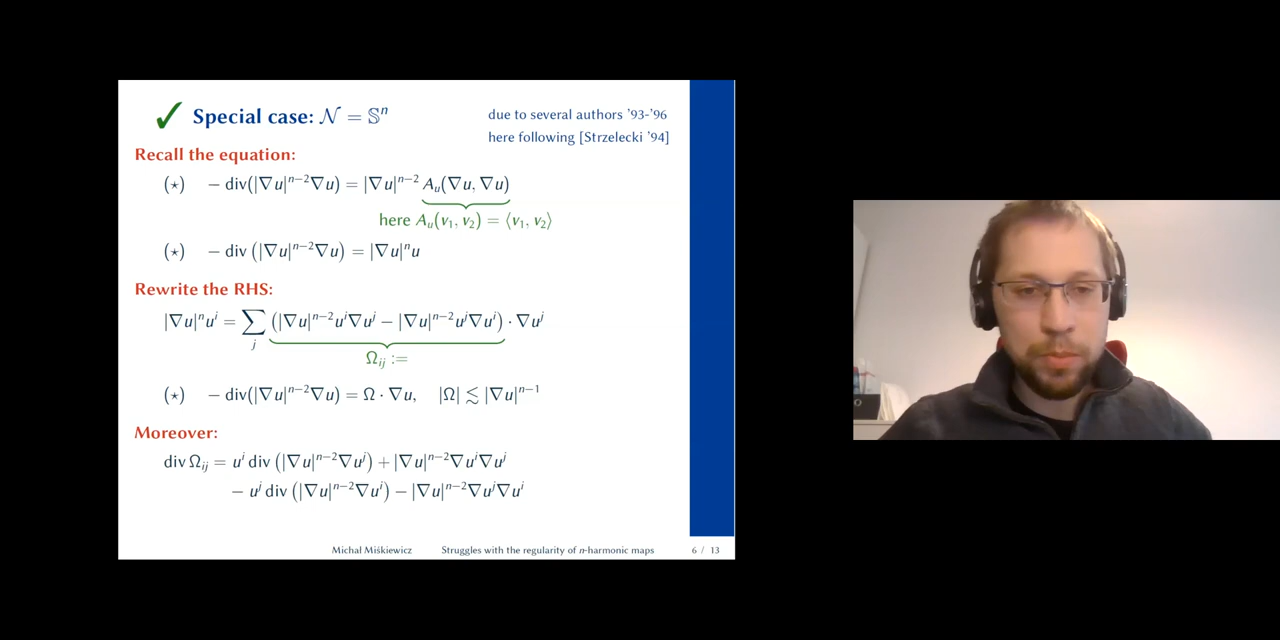 ✓ Special case: 𝒩 = 𝕊ⁿ
due to several authors '93-'96
here following [Strzelecki '94]
Recall the equation:
(⋆) − div(|∇u|ⁿ⁻²∇u) = |∇u|ⁿ⁻² A_u(∇u, ∇u)
here A_u(v₁, v₂) = ⟨v₁, v₂⟩
(⋆) − div (|∇u|ⁿ⁻²∇u) = |∇u|ⁿu
Rewrite the RHS:
|∇u|ⁿuⁱ = ∑_j (|∇u|ⁿ⁻²uⁱ∇uʲ − |∇u|ⁿ⁻²uʲ∇uⁱ) · ∇uʲ
Ω_ij :=
(⋆) − div(|∇u|ⁿ⁻²∇u) = Ω · ∇u, |Ω| ≲ |∇u|ⁿ⁻¹
Moreover:
div Ω_ij = uⁱ div (|∇u|ⁿ⁻²∇uʲ) + |∇u|ⁿ⁻²∇uⁱ∇uʲ
− uʲ div (|∇u|ⁿ⁻²∇uⁱ) − |∇u|ⁿ⁻²∇uʲ∇uⁱ
Michał Miśkiewicz Struggles with the regularity of n-harmonic maps 6 / 13